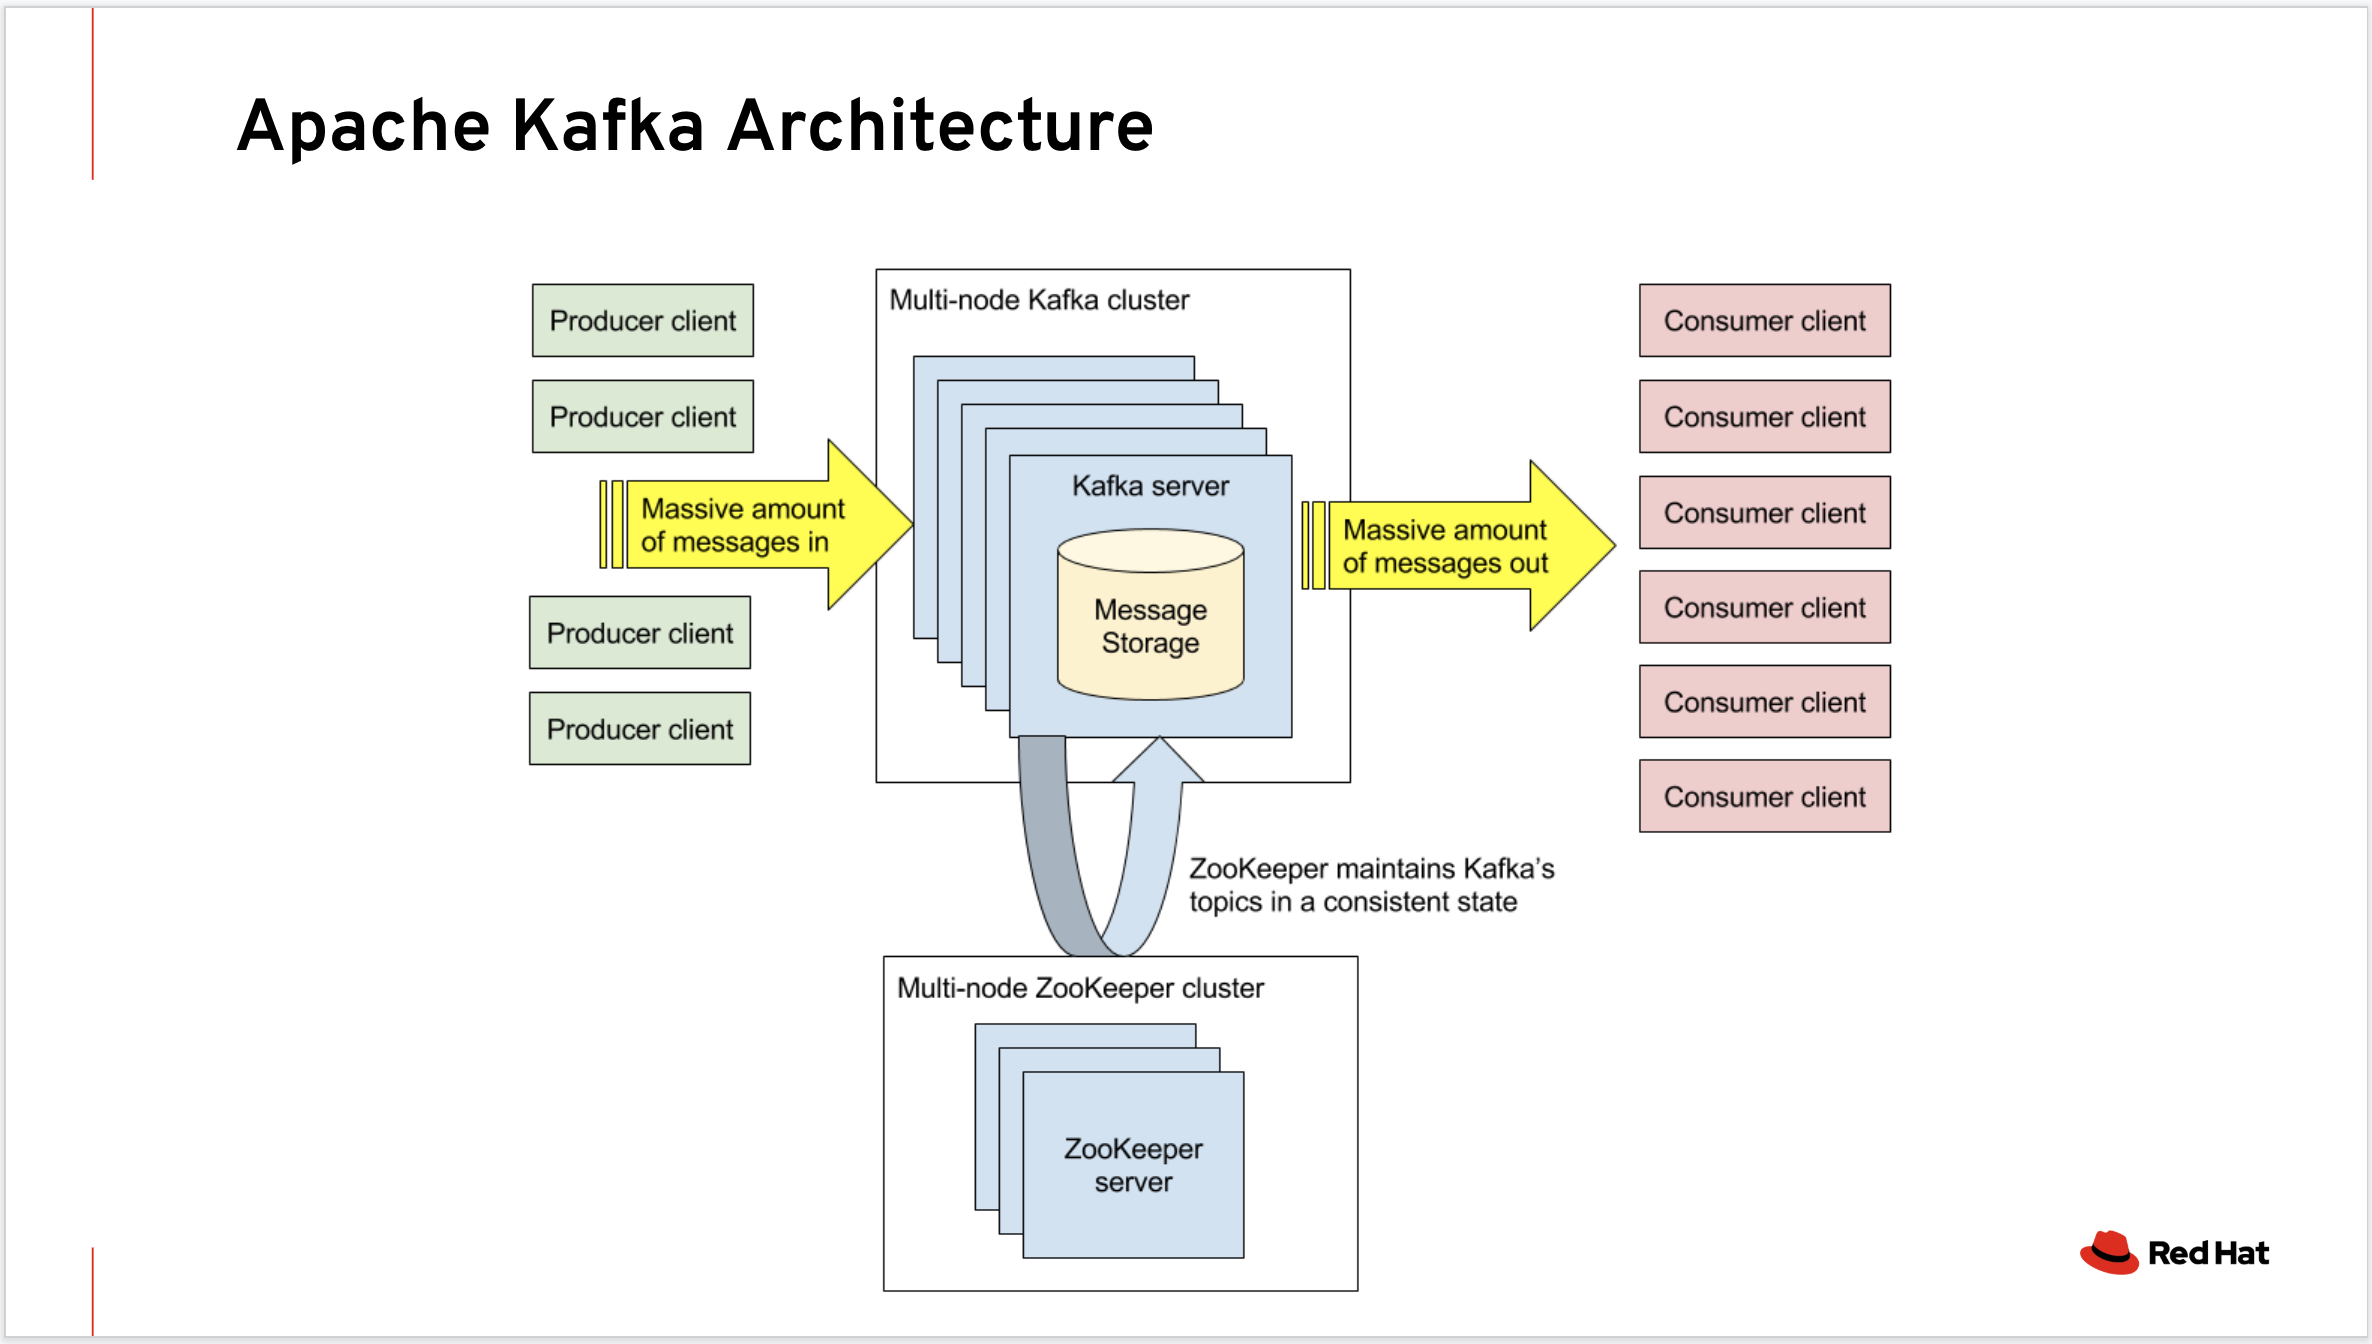 Apache Kafka Architecture
Producer client
Producer client
Massive amount
of messages in
Producer client
Producer client
Multi-node Kafka cluster
Kafka server
Message
Storage
Massive amount
of messages out
Consumer client
Consumer client
Consumer client
Consumer client
Consumer client
Consumer client
ZooKeeper maintains Kafka's
topics in a consistent state
Multi-node ZooKeeper cluster
ZooKeeper
server
Red Hat